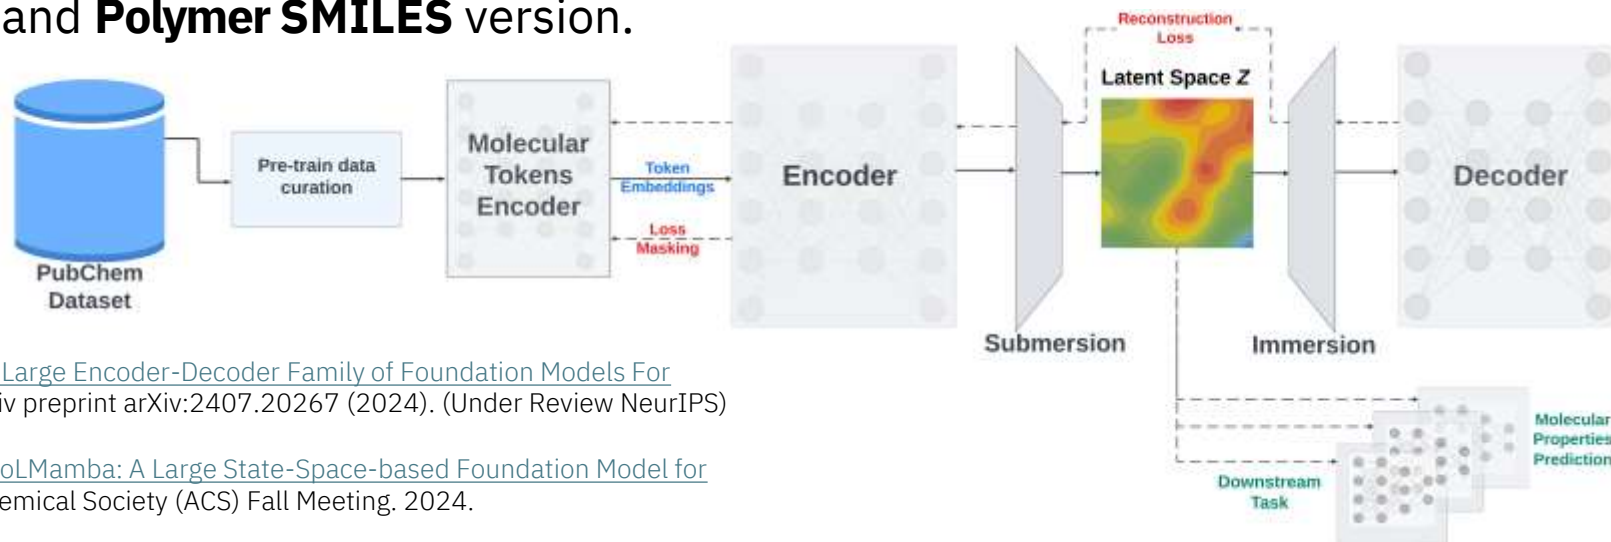 and Polymer SMILES version.
Reconstruction
Loss
Latent Space Z
PubChem
Dataset
Pre-train data
curation
Molecular
Tokens
Encoder
Token
Embeddings
Loss
Masking
Encoder
Submersion
Immersion
Decoder
Large Encoder-Decoder Family of Foundation Models For
iv preprint arXiv:2407.20267 (2024). (Under Review NeurIPS)
oLMamba: A Large State-Space-based Foundation Model for
emical Society (ACS) Fall Meeting. 2024.
Downstream
Task
Molecular
Properties
Prediction